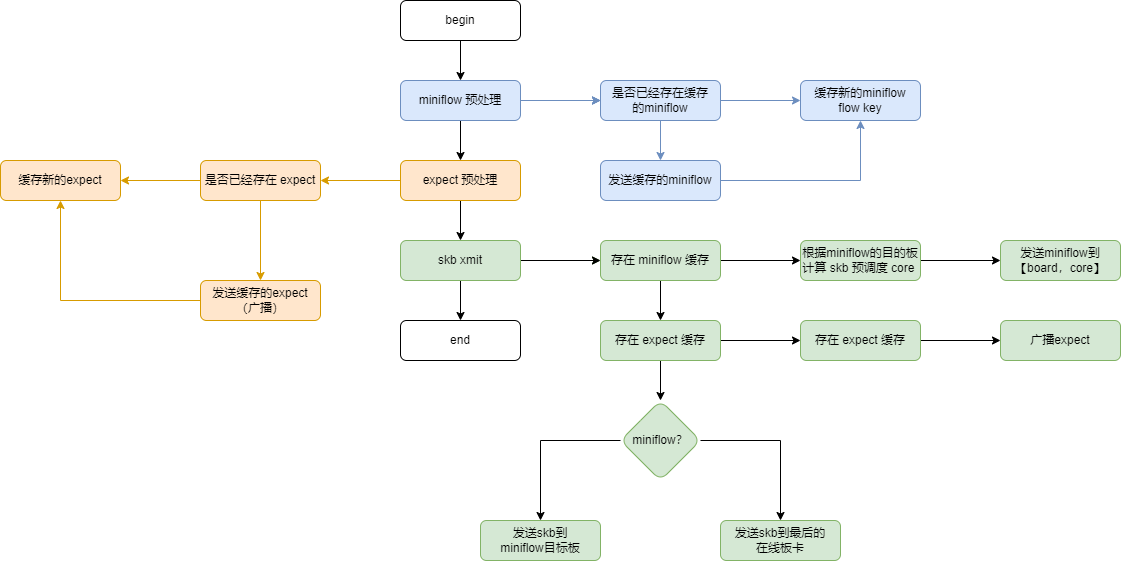 begin
miniflow 预处理
是否已经存在缓存
的miniflow
缓存新的miniflow
flow key
缓存新的expect
是否已经存在 expect
expect 预处理
发送缓存的miniflow
skb xmit
存在 miniflow 缓存
根据miniflow的目的板
计算 skb 预调度 core
发送miniflow到
【board，core】
发送缓存的expect
（广播）
end
存在 expect 缓存
存在 expect 缓存
广播expect
miniflow？
发送skb到
miniflow目标板
发送skb到最后的
在线板卡